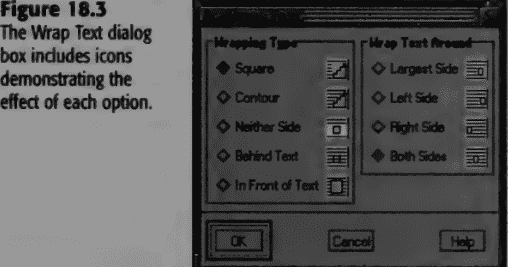 Figure 18.3
The Wrap Text dialog
box includes icons
demonstrating the
effect of each option.
Wrapping Type
Square
Contour
Neither Side
Behind Text
In Front of Text
Wrap Text Around
Largest Side
Left Side
Right Side
Both Sides
OK
Cancel
Help